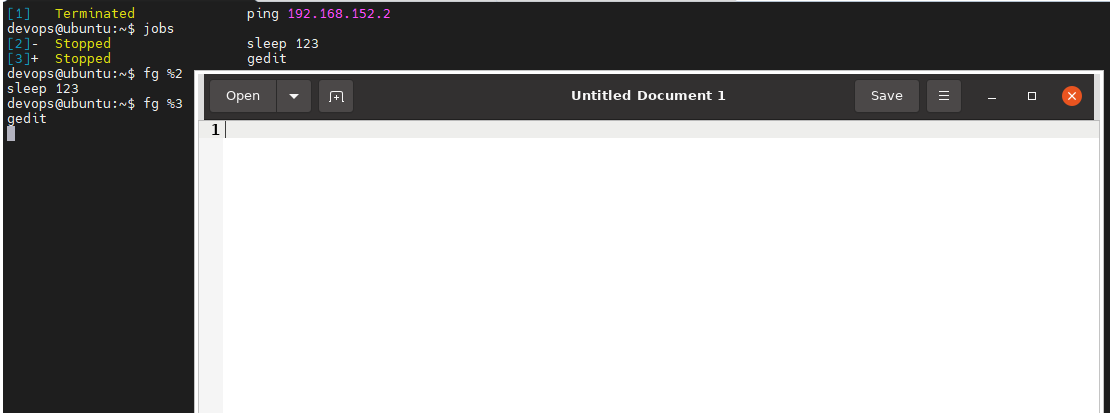 [1]   Terminated              ping 192.168.152.2
devops@ubuntu:~$ jobs
[2]-  Stopped                 sleep 123
[3]+  Stopped                 gedit
devops@ubuntu:~$ fg %2
sleep 123
devops@ubuntu:~$ fg %3
gedit
Open Untitled Document 1 Save
1